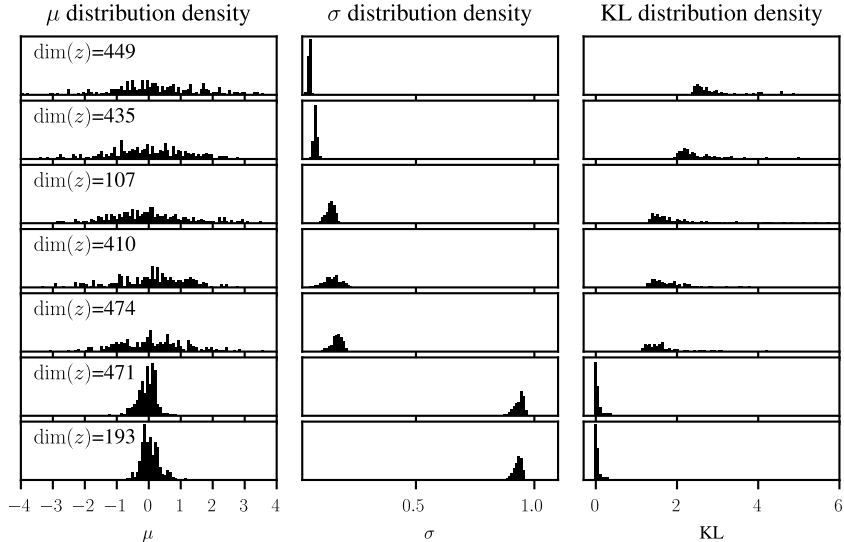 μ distribution density σ distribution density KL distribution density
dim(z)=449
dim(z)=435
dim(z)=107
dim(z)=410
dim(z)=474
dim(z)=471
dim(z)=193
−4 −3 −2 −1 0 1 2 3 4 0.5 1.0 0 2 4 6
μ σ KL